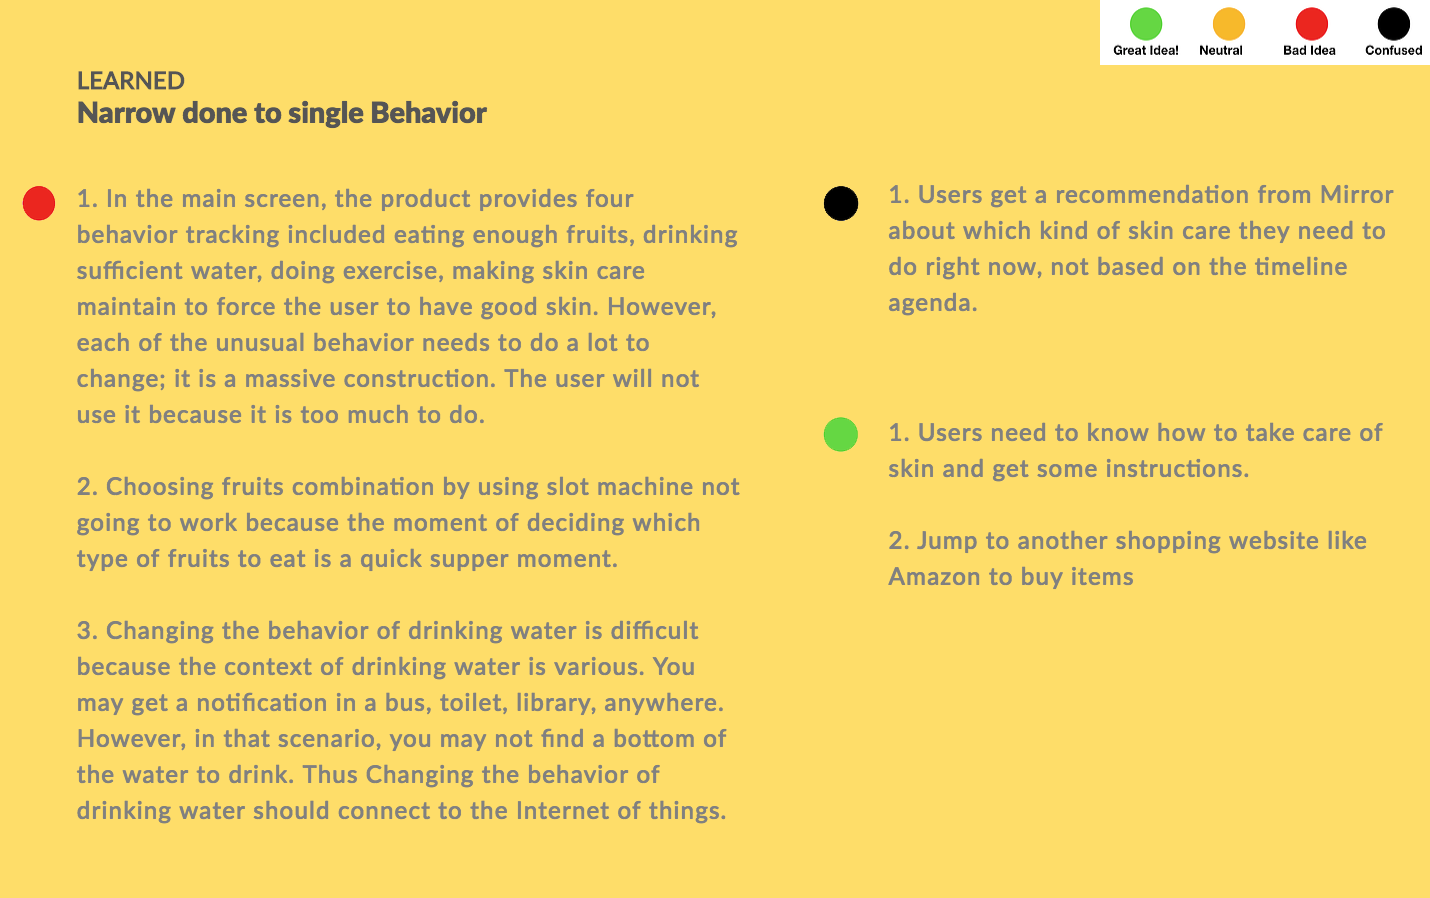 Great Idea!
Neutral
Bad Idea
Confused
LEARNED
Narrow done to single Behavior
1. In the main screen, the product provides four
behavior tracking included eating enough fruits, drinking
sufficient water, doing exercise, making skin care
maintain to force the user to have good skin. However,
each of the unusual behavior needs to do a lot to
change; it is a massive construction. The user will not
use it because it is too much to do.
2. Choosing fruits combination by using slot machine not
going to work because the moment of deciding which
type of fruits to eat is a quick supper moment.
3. Changing the behavior of drinking water is difficult
because the context of drinking water is various. You
may get a notification in a bus, toilet, library, anywhere.
However, in that scenario, you may not find a bottom of
the water to drink. Thus Changing the behavior of
drinking water should connect to the Internet of things.
1. Users get a recommendation from Mirror
about which kind of skin care they need to
do right now, not based on the timeline
agenda.
1. Users need to know how to take care of
skin and get some instructions.
2. Jump to another shopping website like
Amazon to buy items